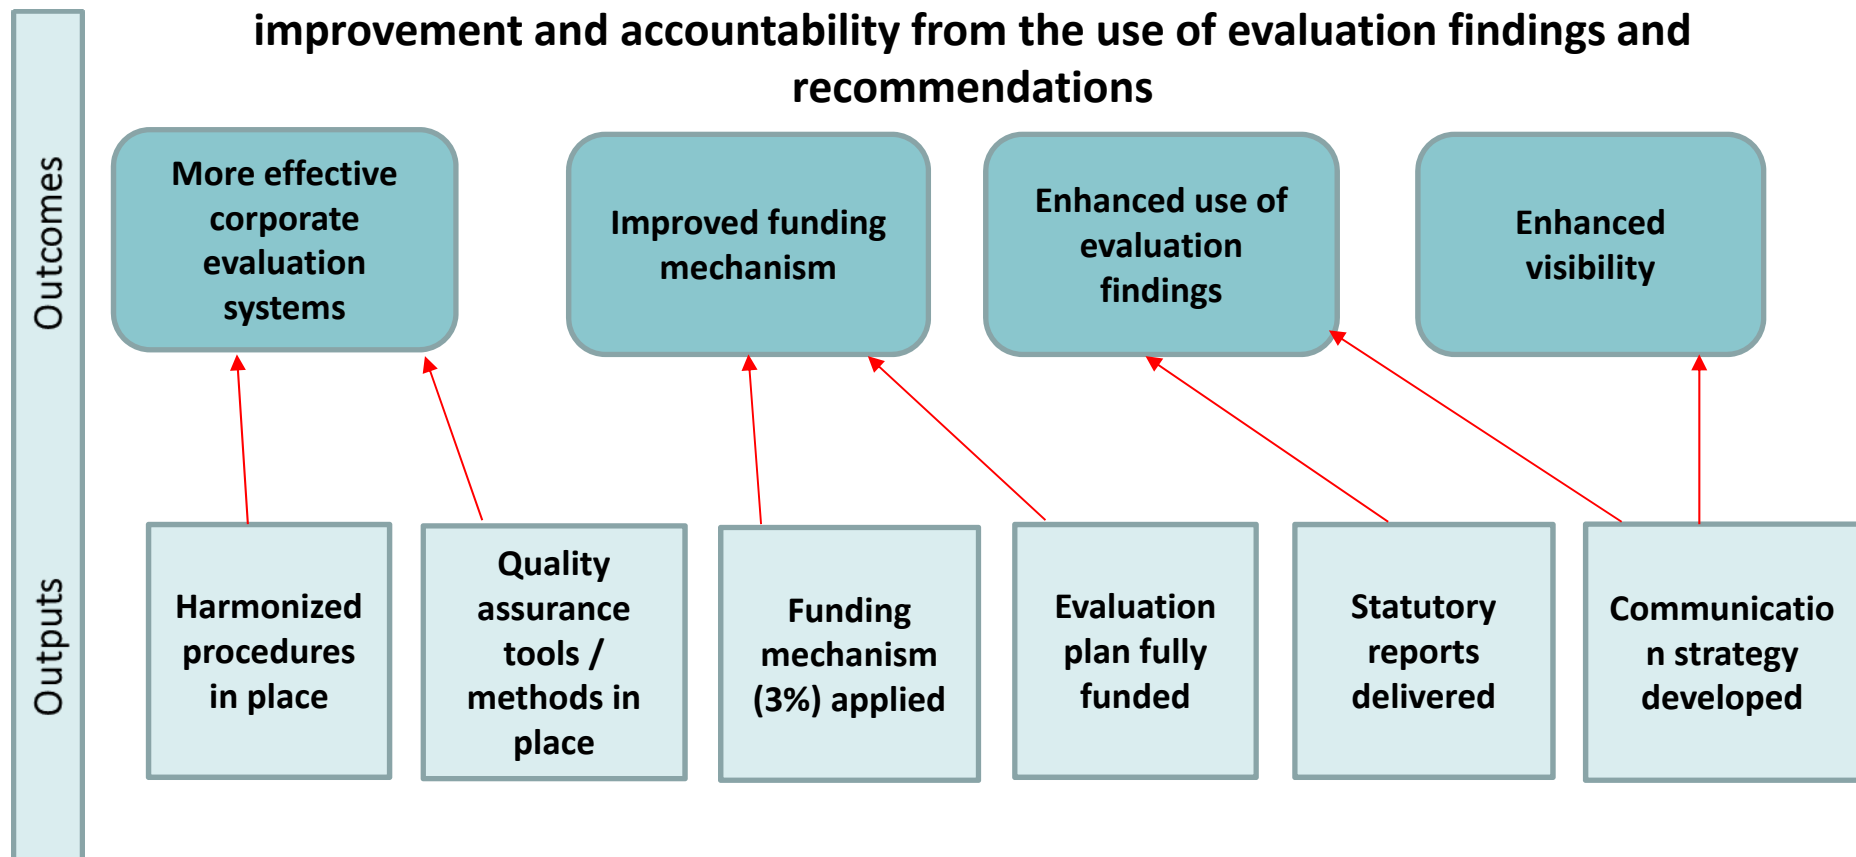 improvement and accountability from the use of evaluation findings and
recommendations
Outcomes
More effective
corporate
evaluation
systems
Improved funding
mechanism
Enhanced use of
evaluation
findings
Enhanced
visibility
Outputs
Harmonized
procedures
in place
Quality
assurance
tools /
methods in
place
Funding
mechanism
(3%) applied
Evaluation
plan fully
funded
Statutory
reports
delivered
Communicatio
n strategy
developed